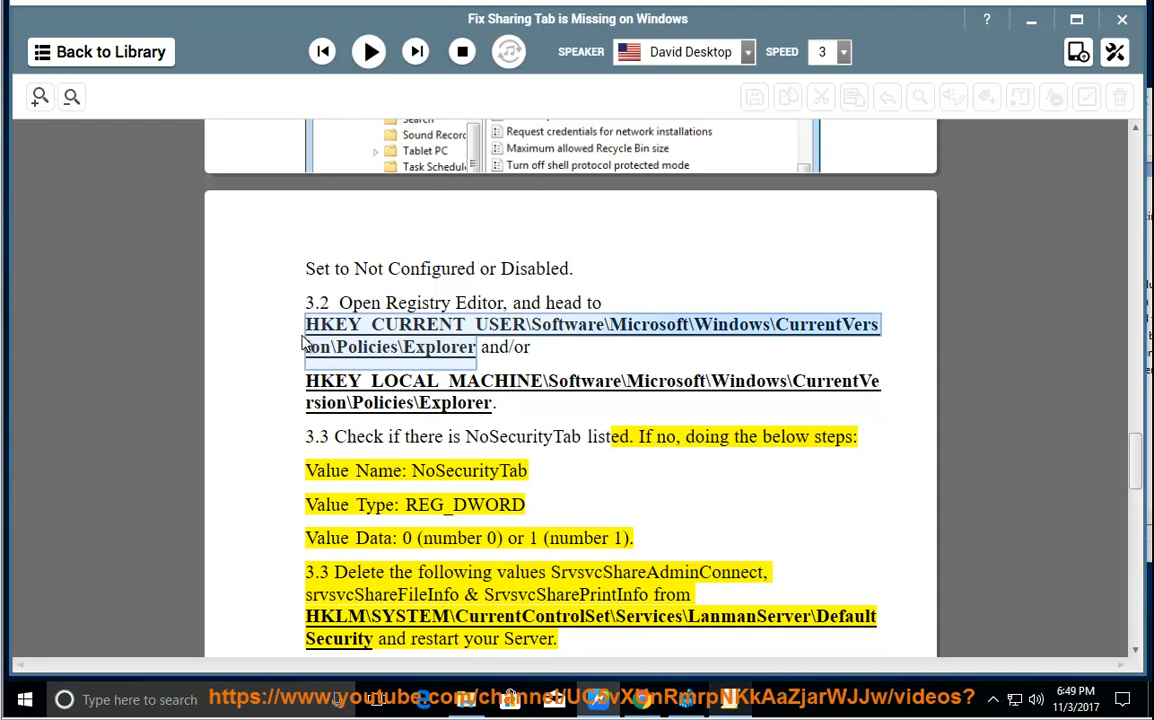 Fix Sharing Tab is Missing on Windows
?
Back to Library
SPEAKER
David Desktop
SPEED
3
Search
Request credentials for network installations
Sound Recorc
Tablet PC
Maximum allowed Recycle Bin size
Task Schedul
Turn off shell protocol protected mode
Set to Not Configured or Disabled.
3.2 Open Registry Editor, and head to
HKEY_CURRENT_USER\Software\Microsoft\Windows\CurrentVers
ion\Policies\Explorer and/or
HKEY_LOCAL_MACHINE\Software\Microsoft\Windows\CurrentVe
rsion\Policies\Explorer.
3.3 Check if there is NoSecurityTab listed. If no, doing the below steps:
Value Name: NoSecurityTab
Value Type: REG_DWORD
Value Data: 0 (number 0) or 1 (number 1).
3.3 Delete the following values SrvsvcShareAdminConnect,
srvsvcShareFileInfo & SrvsvcSharePrintInfo from
HKLM\SYSTEM\CurrentControlSet\Services\LanmanServer\Default
Security and restart your Server.
Type here to search
6:49 PM
11/3/2017